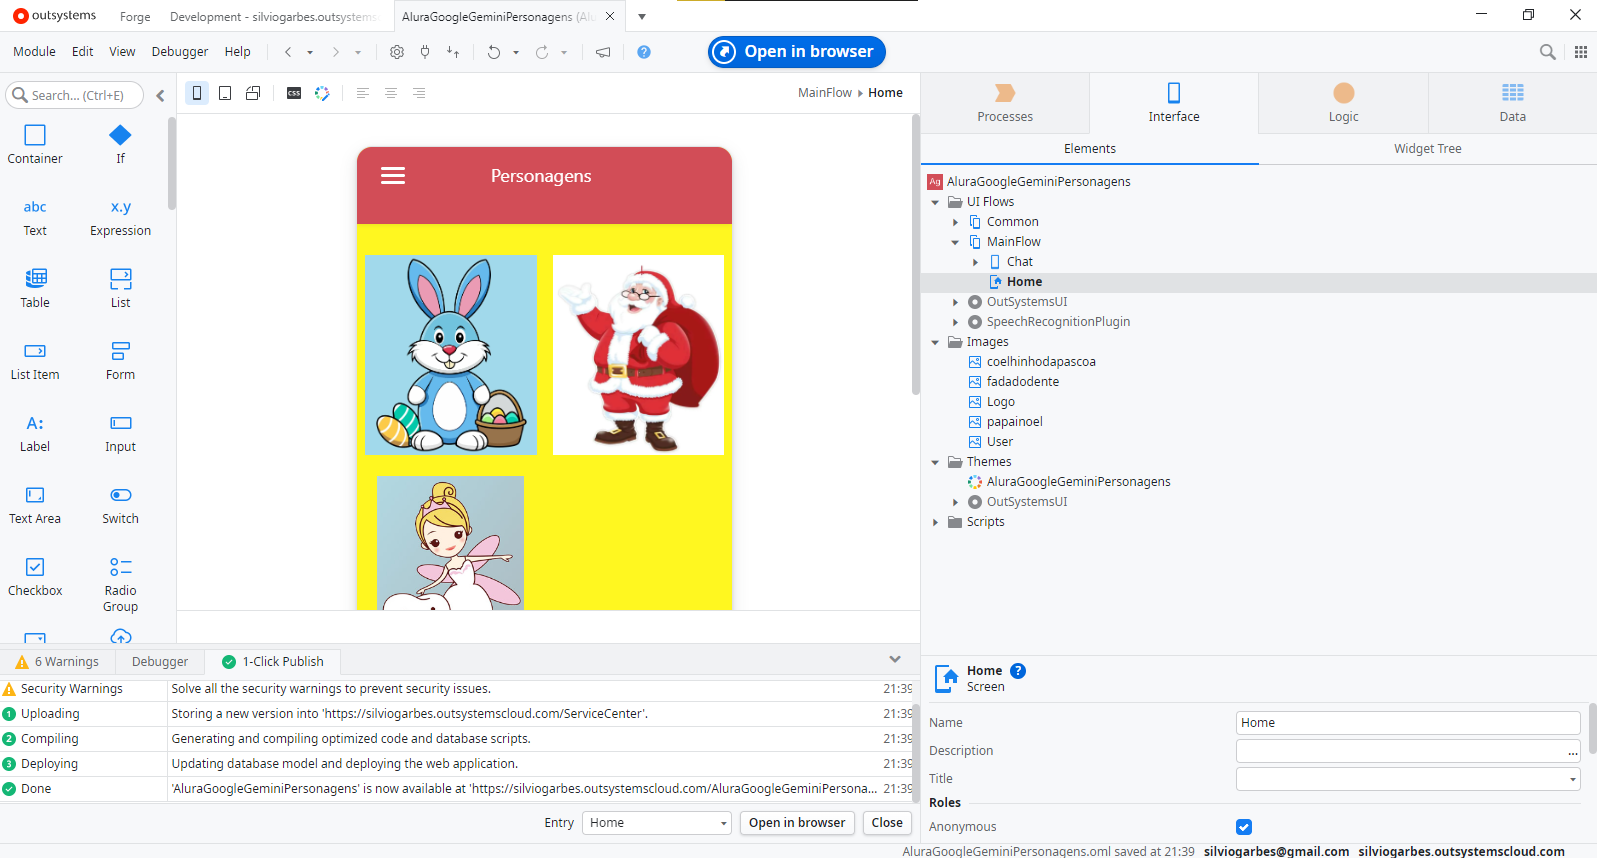 outsystems Forge Development - silviogarbes.outsystems AluraGoogleGeminiPersonagens (Alu
Module Edit View Debugger Help Open in browser
Search... (Ctrl+E)
Container If
abc x.y
Text Expression
Table List
List Item Form
A:
Label Input
Text Area Switch
Checkbox Radio Group
CSS MainFlow Home
Personagens
Processes Interface Logic Data
Elements Widget Tree
Ag AluraGoogleGeminiPersonagens
UI Flows
Common
MainFlow
Chat
Home
OutSystemsUI
SpeechRecognitionPlugin
Images
coelhinhodapascoa
fadadodente
Logo
papainoel
User
Themes
AluraGoogleGeminiPersonagens
OutSystemsUI
Scripts
6 Warnings Debugger 1-Click Publish
Security Warnings Solve all the security warnings to prevent security issues. 21:39
1 Uploading Storing a new version into 'https://silviogarbes.outsystemscloud.com/ServiceCenter'. 21:39
2 Compiling Generating and compiling optimized code and database scripts. 21:39
3 Deploying Updating database model and deploying the web application. 21:39
Done 'AluraGoogleGeminiPersonagens' is now available at 'https://silviogarbes.outsystemscloud.com/AluraGoogleGeminiPersona... 21:39
Entry Home Open in browser Close
Home ?
Screen
Name Home
Description ...
Title
Roles
Anonymous
AluraGoogleGeminiPersonagens.oml saved at 21:39 silviogarbes@gmail.com silviogarbes.outsystemscloud.com